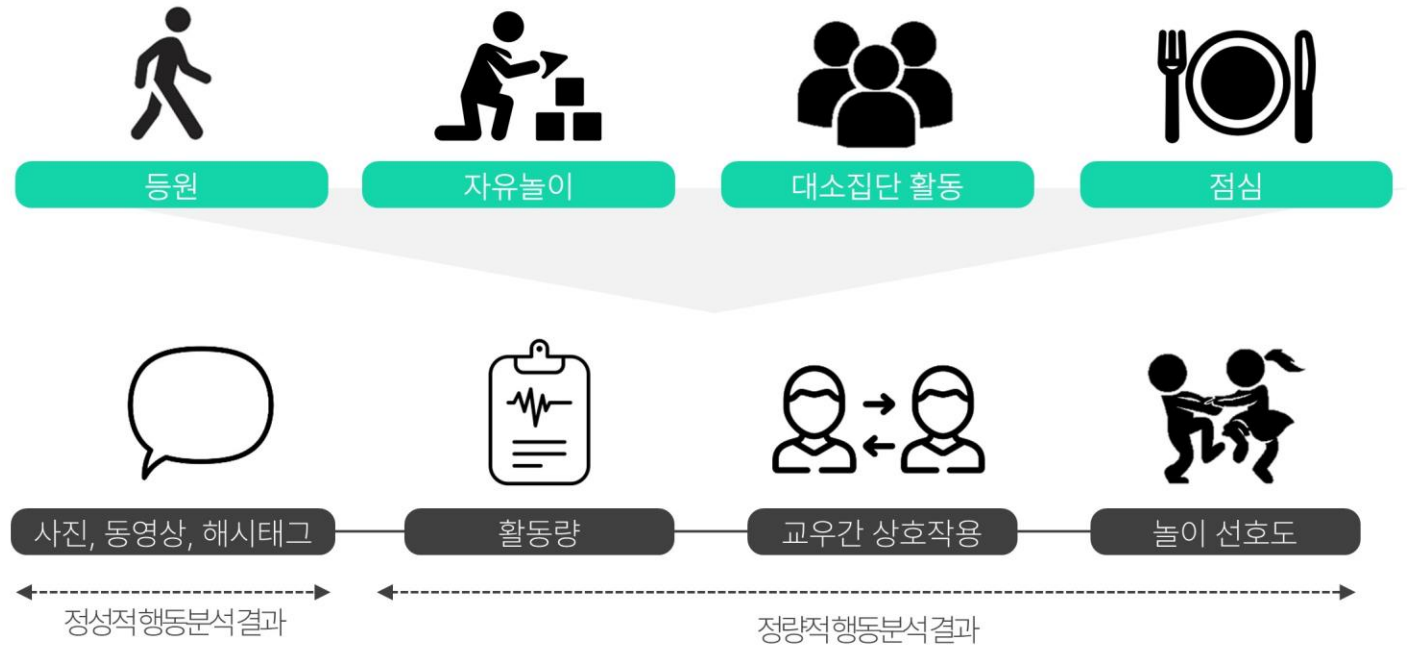 등원
자유놀이
대소집단 활동
점심
사진, 동영상, 해시태그
활동량
교우간 상호작용
놀이 선호도
정성적 행동분석 결과
정량적 행동분석 결과